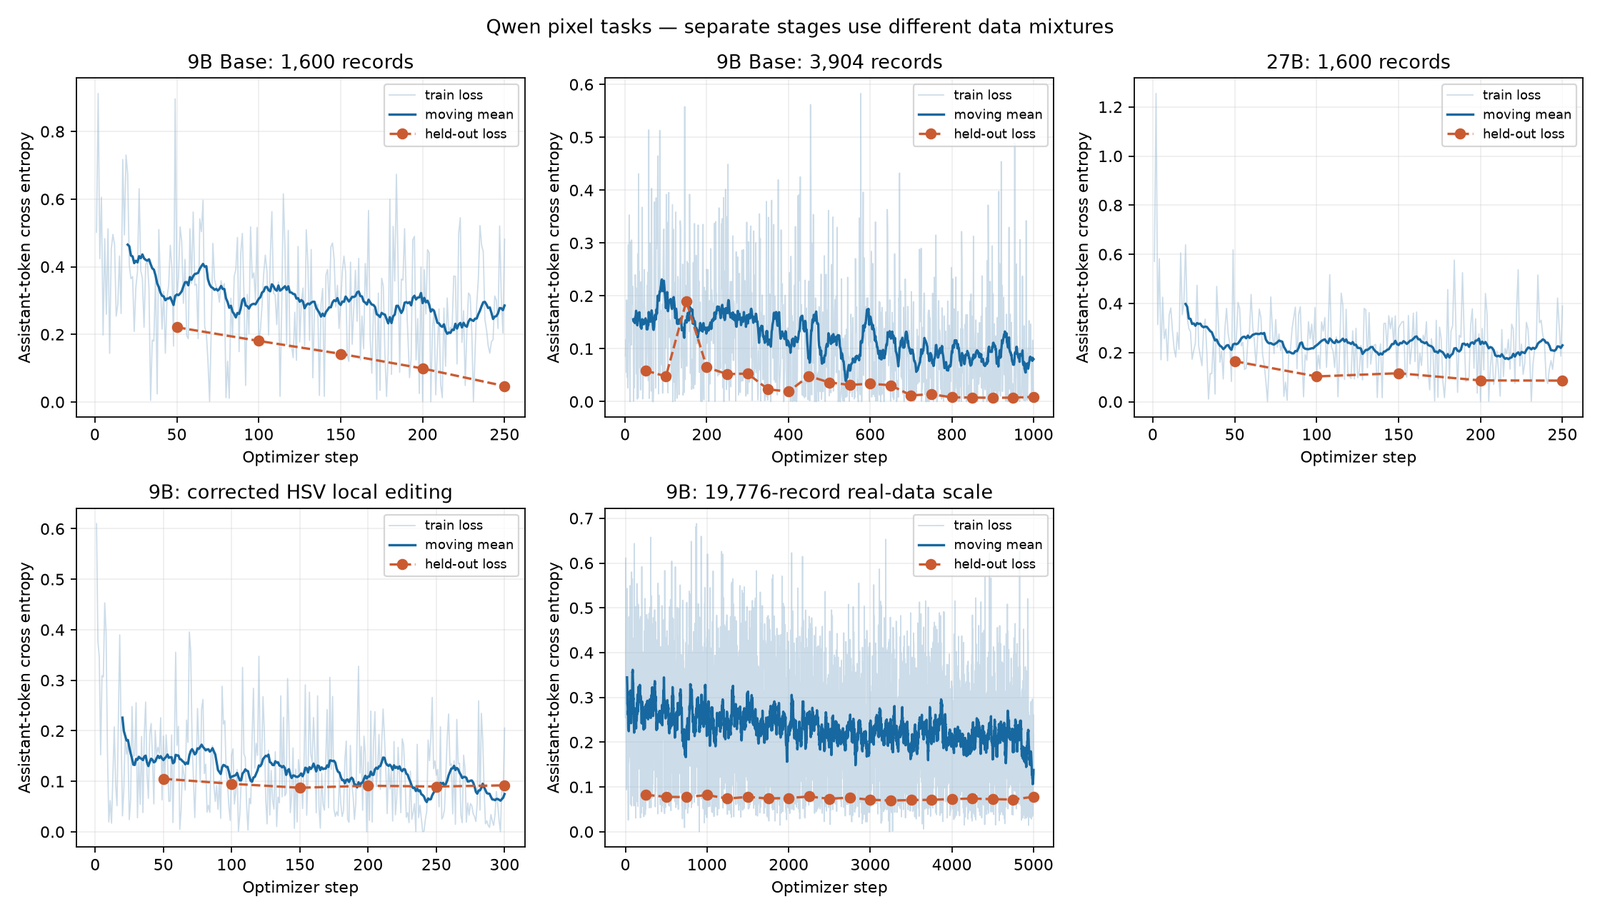 Qwen pixel tasks — separate stages use different data mixtures
9B Base: 1,600 records
train loss
moving mean
held-out loss
Assistant-token cross entropy
0.8
0.6
0.4
0.2
0.0
0 50 100 150 200 250
Optimizer step
9B Base: 3,904 records
train loss
moving mean
held-out loss
Assistant-token cross entropy
0.6
0.5
0.4
0.3
0.2
0.1
0.0
0 200 400 600 800 1000
Optimizer step
27B: 1,600 records
train loss
moving mean
held-out loss
Assistant-token cross entropy
1.2
1.0
0.8
0.6
0.4
0.2
0.0
0 50 100 150 200 250
Optimizer step
9B: corrected HSV local editing
train loss
moving mean
held-out loss
Assistant-token cross entropy
0.6
0.5
0.4
0.3
0.2
0.1
0.0
0 50 100 150 200 250 300
Optimizer step
9B: 19,776-record real-data scale
train loss
moving mean
held-out loss
Assistant-token cross entropy
0.7
0.6
0.5
0.4
0.3
0.2
0.1
0.0
0 1000 2000 3000 4000 5000
Optimizer step